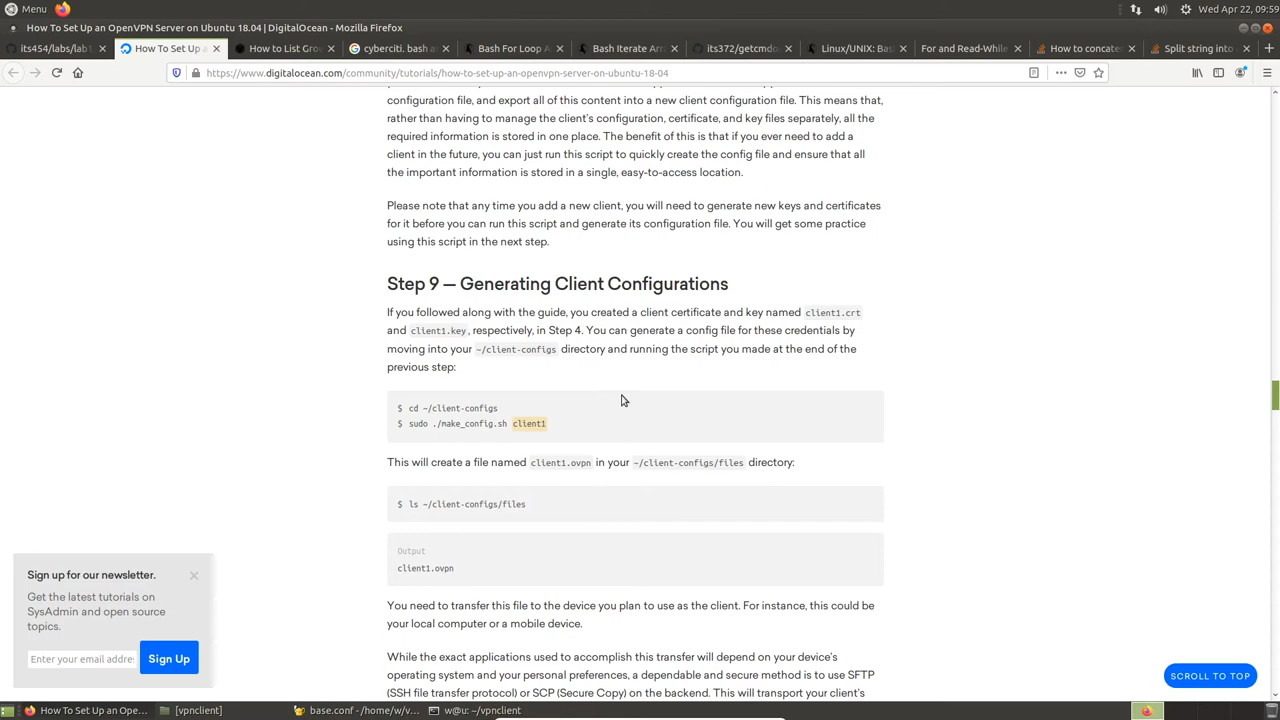 Menu
Wed Apr 22, 09:59
How To Set Up an OpenVPN Server on Ubuntu 18.04 | DigitalOcean - Mozilla Firefox
its454/labs/lab1
How To Set Up a
How to List Grou
cyberciti. bash ar
Bash For Loop A
Bash Iterate Arra
its372/getcmdo
Linux/UNIX: Bas
For and Read-While
How to concate
Split string into
https://www.digitalocean.com/community/tutorials/how-to-set-up-an-openvpn-server-on-ubuntu-18-04
configuration file, and export all of this content into a new client configuration file. This means that,
rather than having to manage the client's configuration, certificate, and key files separately, all the
required information is stored in one place. The benefit of this is that if you ever need to add a
client in the future, you can just run this script to quickly create the config file and ensure that all
the important information is stored in a single, easy-to-access location.
Please note that any time you add a new client, you will need to generate new keys and certificates
for it before you can run this script and generate its configuration file. You will get some practice
using this script in the next step.
Step 9 — Generating Client Configurations
If you followed along with the guide, you created a client certificate and key named client1.crt
and client1.key, respectively, in Step 4. You can generate a config file for these credentials by
moving into your ~/client-configs directory and running the script you made at the end of the
previous step:
$ cd ~/client-configs
$ sudo ./make_config.sh client1
This will create a file named client1.ovpn in your ~/client-configs/files directory:
$ ls ~/client-configs/files
Output
client1.ovpn
You need to transfer this file to the device you plan to use as the client. For instance, this could be
your local computer or a mobile device.
While the exact applications used to accomplish this transfer will depend on your device's
operating system and your personal preferences, a dependable and secure method is to use SFTP
(SSH file transfer protocol) or SCP (Secure Copy) on the backend. This will transport your client's
Sign up for our newsletter.
Get the latest tutorials on
SysAdmin and open source
topics.
Enter your email addre
Sign Up
SCROLL TO TOP
How To Set Up an Ope...
[vpnclient]
base.conf - /home/w/v...
w@u: ~/vpnclient